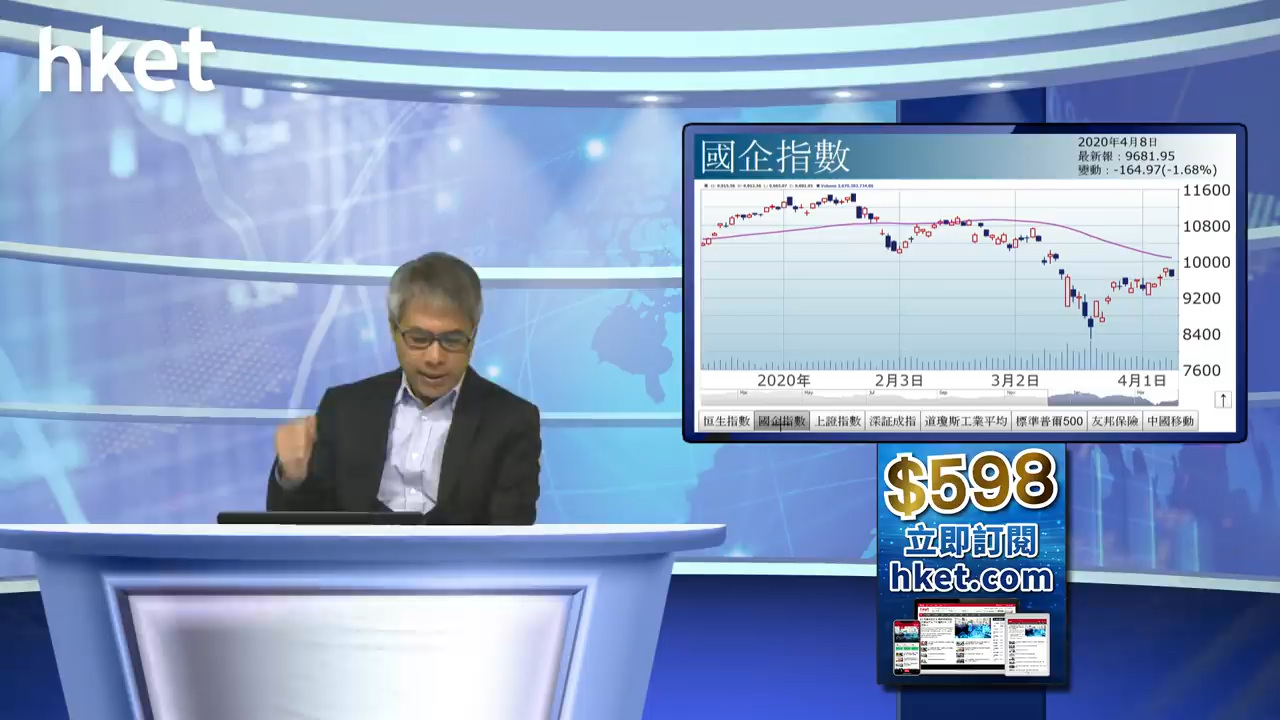 hket
國企指數
2020年4月8日
最新報：9681.95
變動：-164.97(-1.68%)
11600
10800
10000
9200
8400
7600
2020年
2月3日
3月2日
4月1日
恒生指數 國企指數 上證指數 深証成指 道瓊斯工業平均 標準普爾500 友邦保險 中國移動
$598
立即訂閱
hket.com